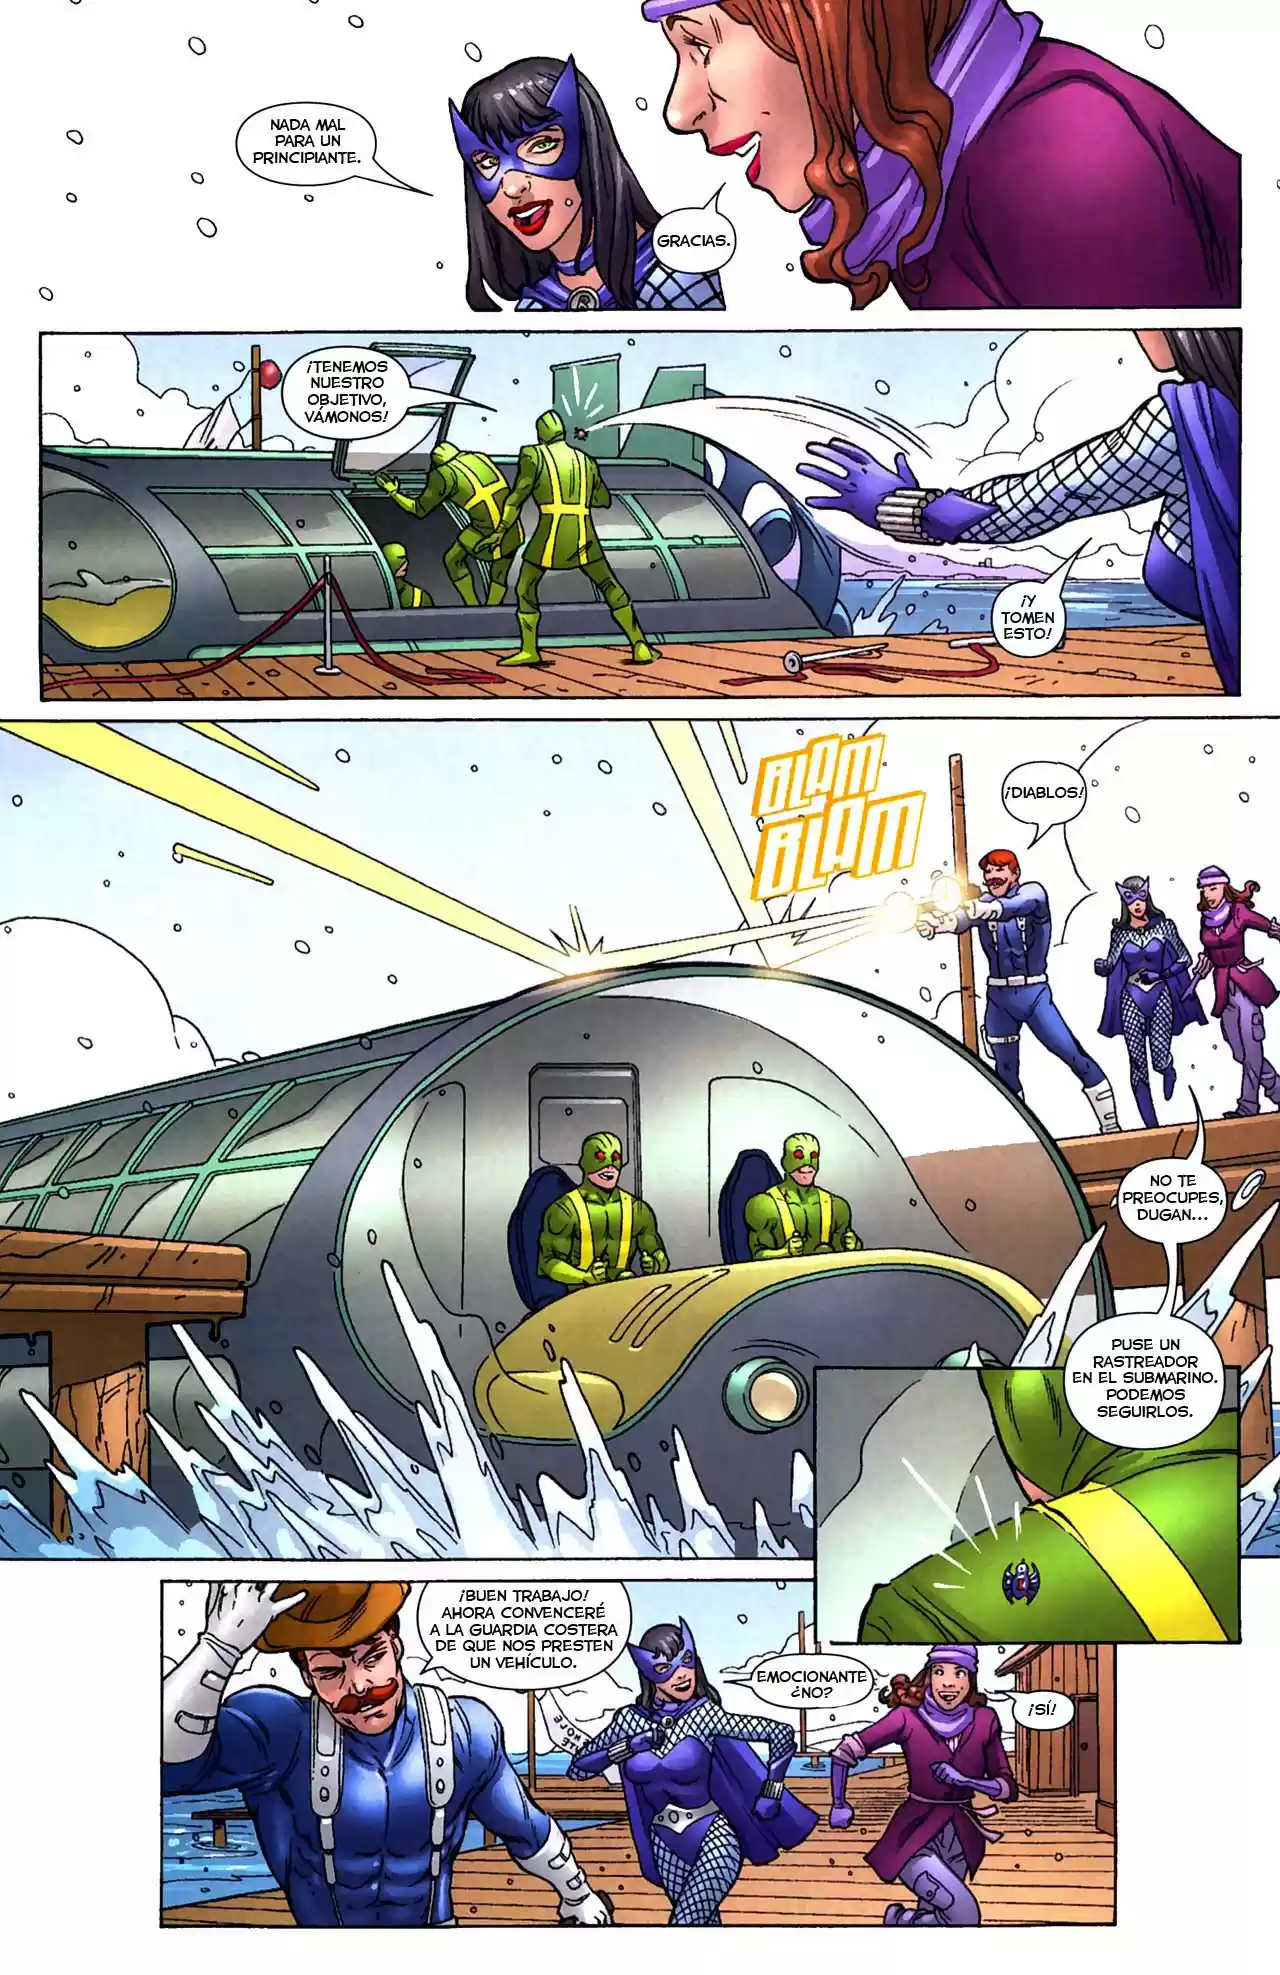 NADA MAL
PARA UN
PRINCIPIANTE.
GRACIAS.
¡TENEMOS
NUESTRO
OBJETIVO,
VÁMONOS!
¡Y
TOMEN
ESTO!
BLAM
BLAM
¡DIABLOS!
NO TE
PREOCUPES,
DUGAN...
PUSE UN
RASTREADOR
EN EL SUBMARINO.
PODEMOS
SEGUIRLOS.
¡BUEN TRABAJO!
AHORA CONVENCERÉ
A LA GUARDIA COSTERA
DE QUE NOS PRESTEN
UN VEHÍCULO.
EMOCIONANTE
¿NO?
¡SÍ!